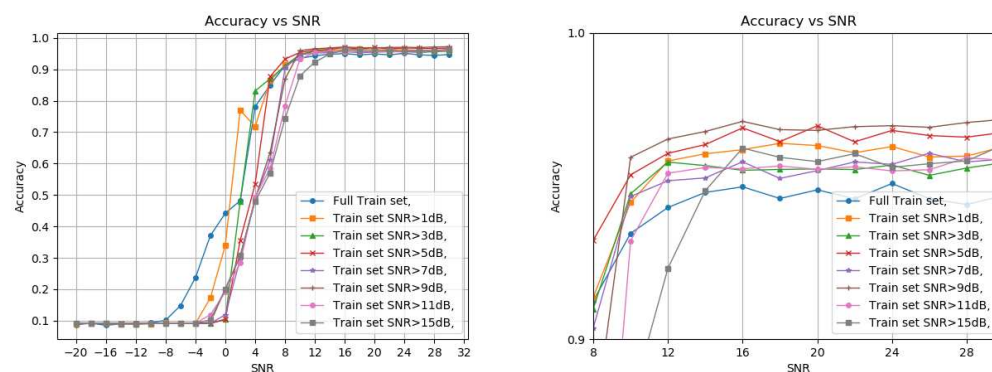 Accuracy vs SNR
1.0
0.9
0.8
0.7
0.6
0.5
0.4
0.3
0.2
0.1
Accuracy
Full Train set,
Train set SNR>1dB,
Train set SNR>3dB,
Train set SNR>5dB,
Train set SNR>7dB,
Train set SNR>9dB,
Train set SNR>11dB,
Train set SNR>15dB,
−20 −16 −12 −8 −4 0 4 8 12 16 20 24 28 32
SNR
Accuracy vs SNR
1.0
0.9
Accuracy
Full Train set,
Train set SNR>1dB,
Train set SNR>3dB,
Train set SNR>5dB,
Train set SNR>7dB,
Train set SNR>9dB,
Train set SNR>11dB,
Train set SNR>15dB,
8 12 16 20 24 28
SNR